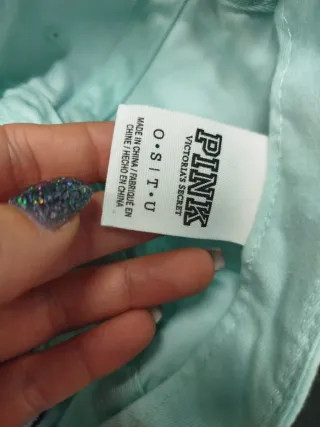 PINK
VICTORIA'S SECRET
O • S | T • U
MADE IN CHINA / FABRIQUÉ EN
CHINE / HECHO EN CHINA